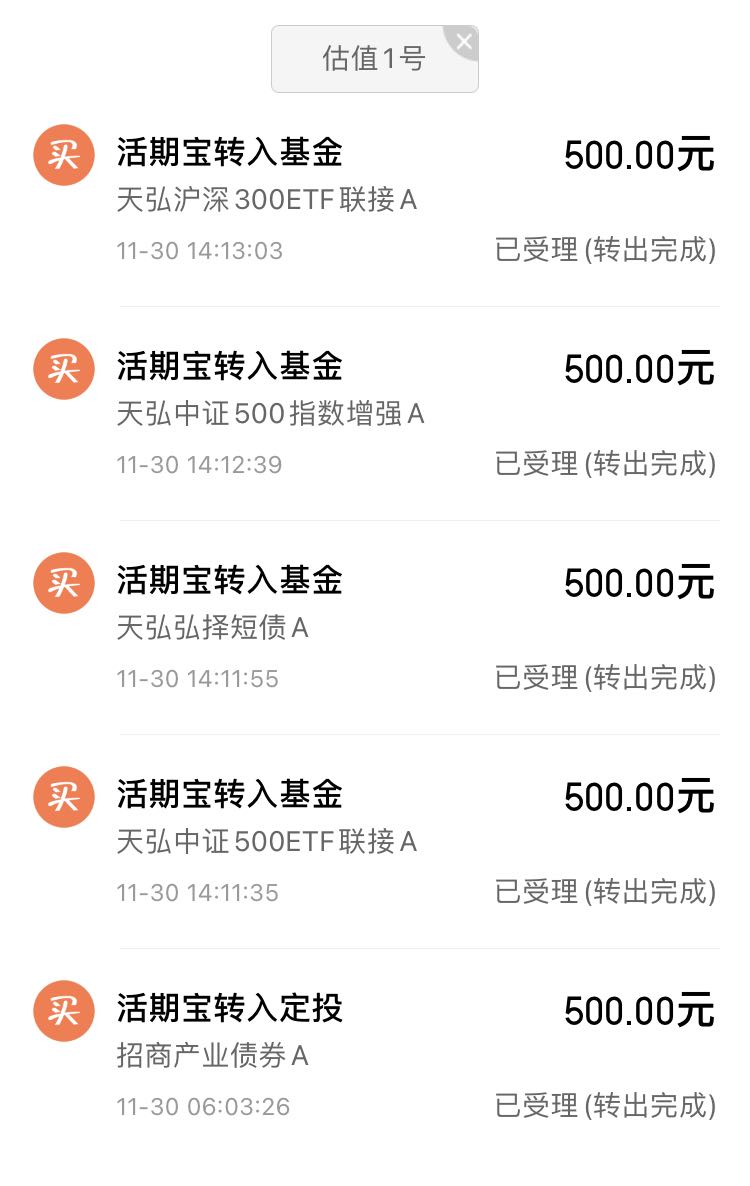 估值1号
买
活期宝转入基金 500.00元
天弘沪深300ETF联接A
11-30 14:13:03 已受理(转出完成)
买
活期宝转入基金 500.00元
天弘中证500指数增强A
11-30 14:12:39 已受理(转出完成)
买
活期宝转入基金 500.00元
天弘弘择短债A
11-30 14:11:55 已受理(转出完成)
买
活期宝转入基金 500.00元
天弘中证500ETF联接A
11-30 14:11:35 已受理(转出完成)
买
活期宝转入定投 500.00元
招商产业债券A
11-30 06:03:26 已受理(转出完成)